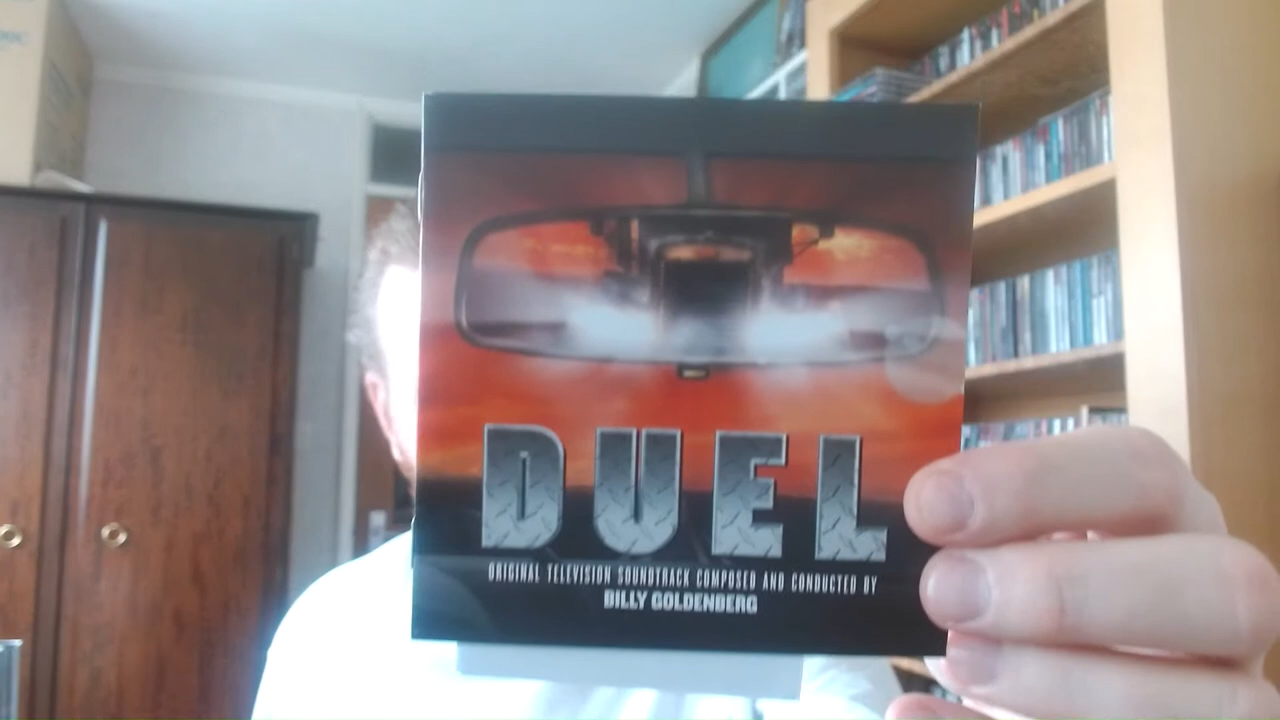 DUEL
ORIGINAL TELEVISION SOUNDTRACK COMPOSED AND CONDUCTED BY
BILLY GOLDENBERG